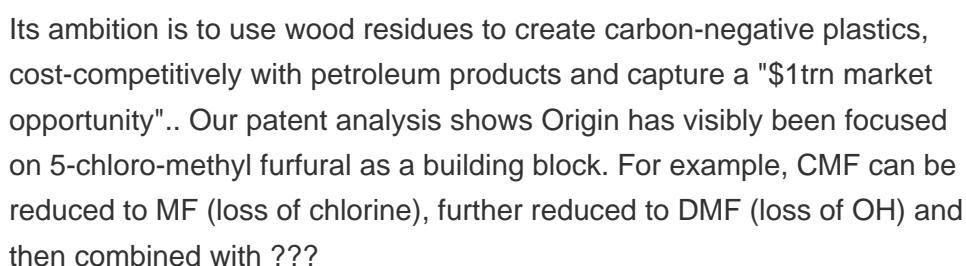 Its ambition is to use wood residues to create carbon-negative plastics,
cost-competitively with petroleum products and capture a "$1trn market
opportunity".. Our patent analysis shows Origin has visibly been focused
on 5-chloro-methyl furfural as a building block. For example, CMF can be
reduced to MF (loss of chlorine), further reduced to DMF (loss of OH) and
then combined with ???